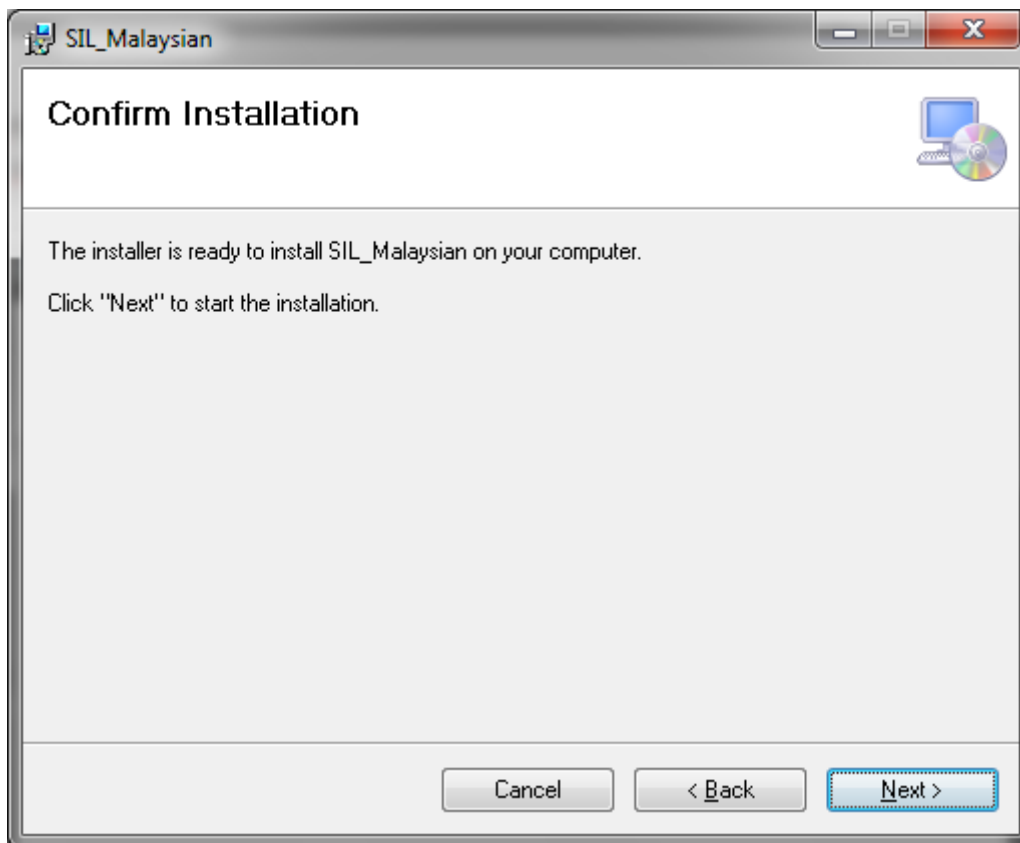 SIL_Malaysian
Confirm Installation
The installer is ready to install SIL_Malaysian on your computer.
Click "Next" to start the installation.
Cancel
< Back
Next >